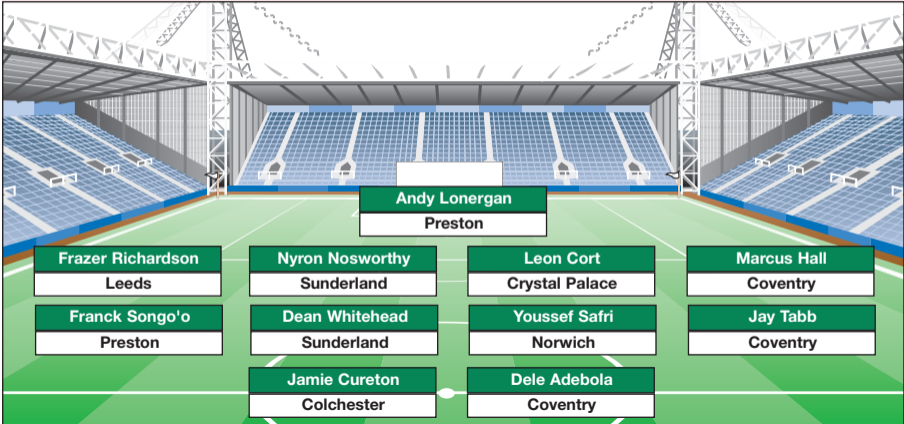 Andy Lonergan
Preston
Frazer Richardson
Leeds
Nyron Nosworthy
Sunderland
Leon Cort
Crystal Palace
Marcus Hall
Coventry
Franck Songo'o
Preston
Dean Whitehead
Sunderland
Youssef Safri
Norwich
Jay Tabb
Coventry
Jamie Cureton
Colchester
Dele Adebola
Coventry